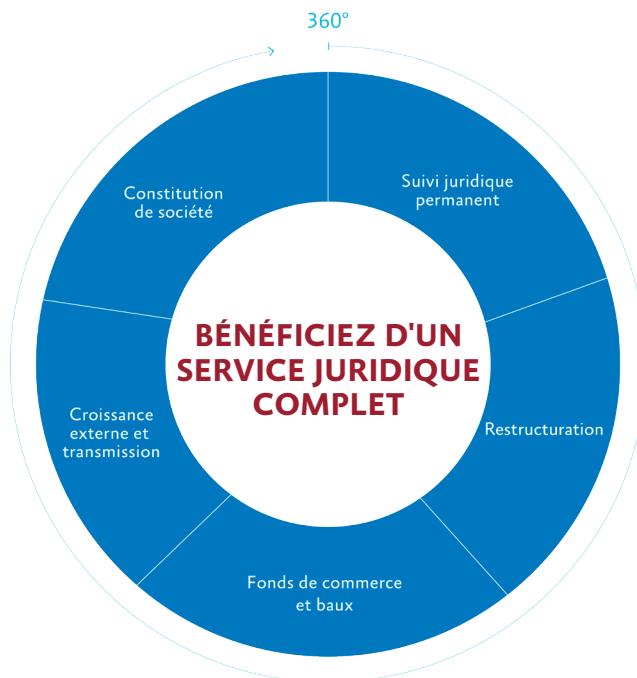 360°
Suivi juridique
permanent
Restructuration
Fonds de commerce
et baux
Croissance
externe et
transmission
Constitution
de société
BÉNÉFICIEZ D'UN
SERVICE JURIDIQUE
COMPLET